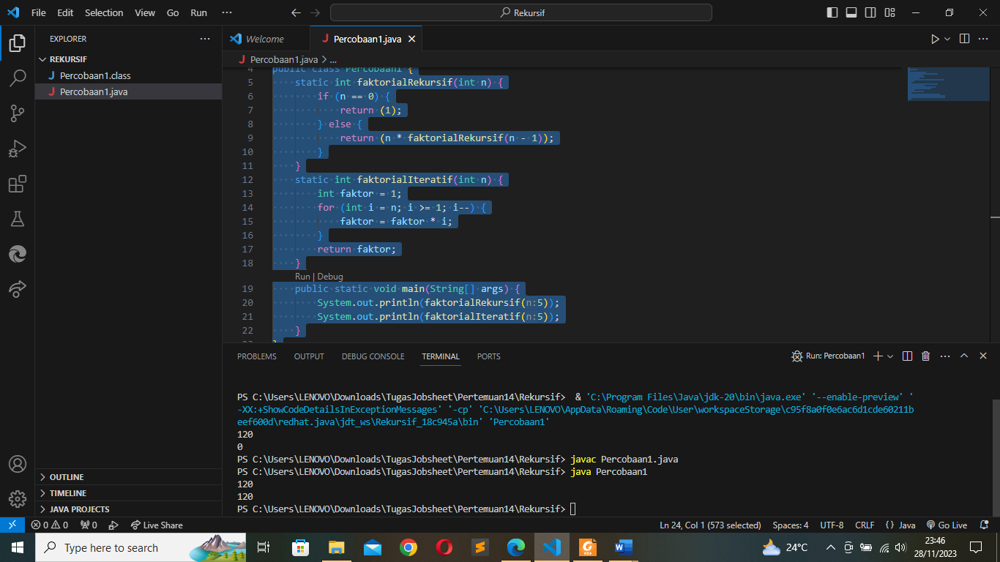 File Edit Selection View Go Run ··· Rekursif
EXPLORER ···
REKURSIF
J Percobaan1.class
J Percobaan1.java
OUTLINE
TIMELINE
JAVA PROJECTS
Welcome J Percobaan1.java
J Percobaan1.java > ...
4 public class Percobaan1 {
5 static int faktorialRekursif(int n) {
6 if (n == 0) {
7 return (1);
8 } else {
9 return (n * faktorialRekursif(n - 1));
10 }
11 }
12 static int faktorialIteratif(int n) {
13 int faktor = 1;
14 for (int i = n; i >= 1; i--) {
15 faktor = faktor * i;
16 }
17 return faktor;
18 }
Run | Debug
19 public static void main(String[] args) {
20 System.out.println(faktorialRekursif(n:5));
21 System.out.println(faktorialIteratif(n:5));
22 }
23 }
PROBLEMS OUTPUT DEBUG CONSOLE TERMINAL PORTS Run: Percobaan1
PS C:\Users\LENOVO\Downloads\TugasJobsheet\Pertemuan14\Rekursif> & 'C:\Program Files\Java\jdk-20\bin\java.exe' '--enable-preview' '
-XX:+ShowCodeDetailsInExceptionMessages' '-cp' 'C:\Users\LENOVO\AppData\Roaming\Code\User\workspaceStorage\c95f8a0f0e6ac6d1cde60211b
eef600d\redhat.java\jdt_ws\Rekursif_18c945a\bin' 'Percobaan1'
120
0
PS C:\Users\LENOVO\Downloads\TugasJobsheet\Pertemuan14\Rekursif> javac Percobaan1.java
PS C:\Users\LENOVO\Downloads\TugasJobsheet\Pertemuan14\Rekursif> java Percobaan1
120
120
PS C:\Users\LENOVO\Downloads\TugasJobsheet\Pertemuan14\Rekursif>
0 0 0 Live Share Ln 24, Col 1 (573 selected) Spaces: 4 UTF-8 CRLF {} Java Go Live
Type here to search 24°C 23:46
28/11/2023